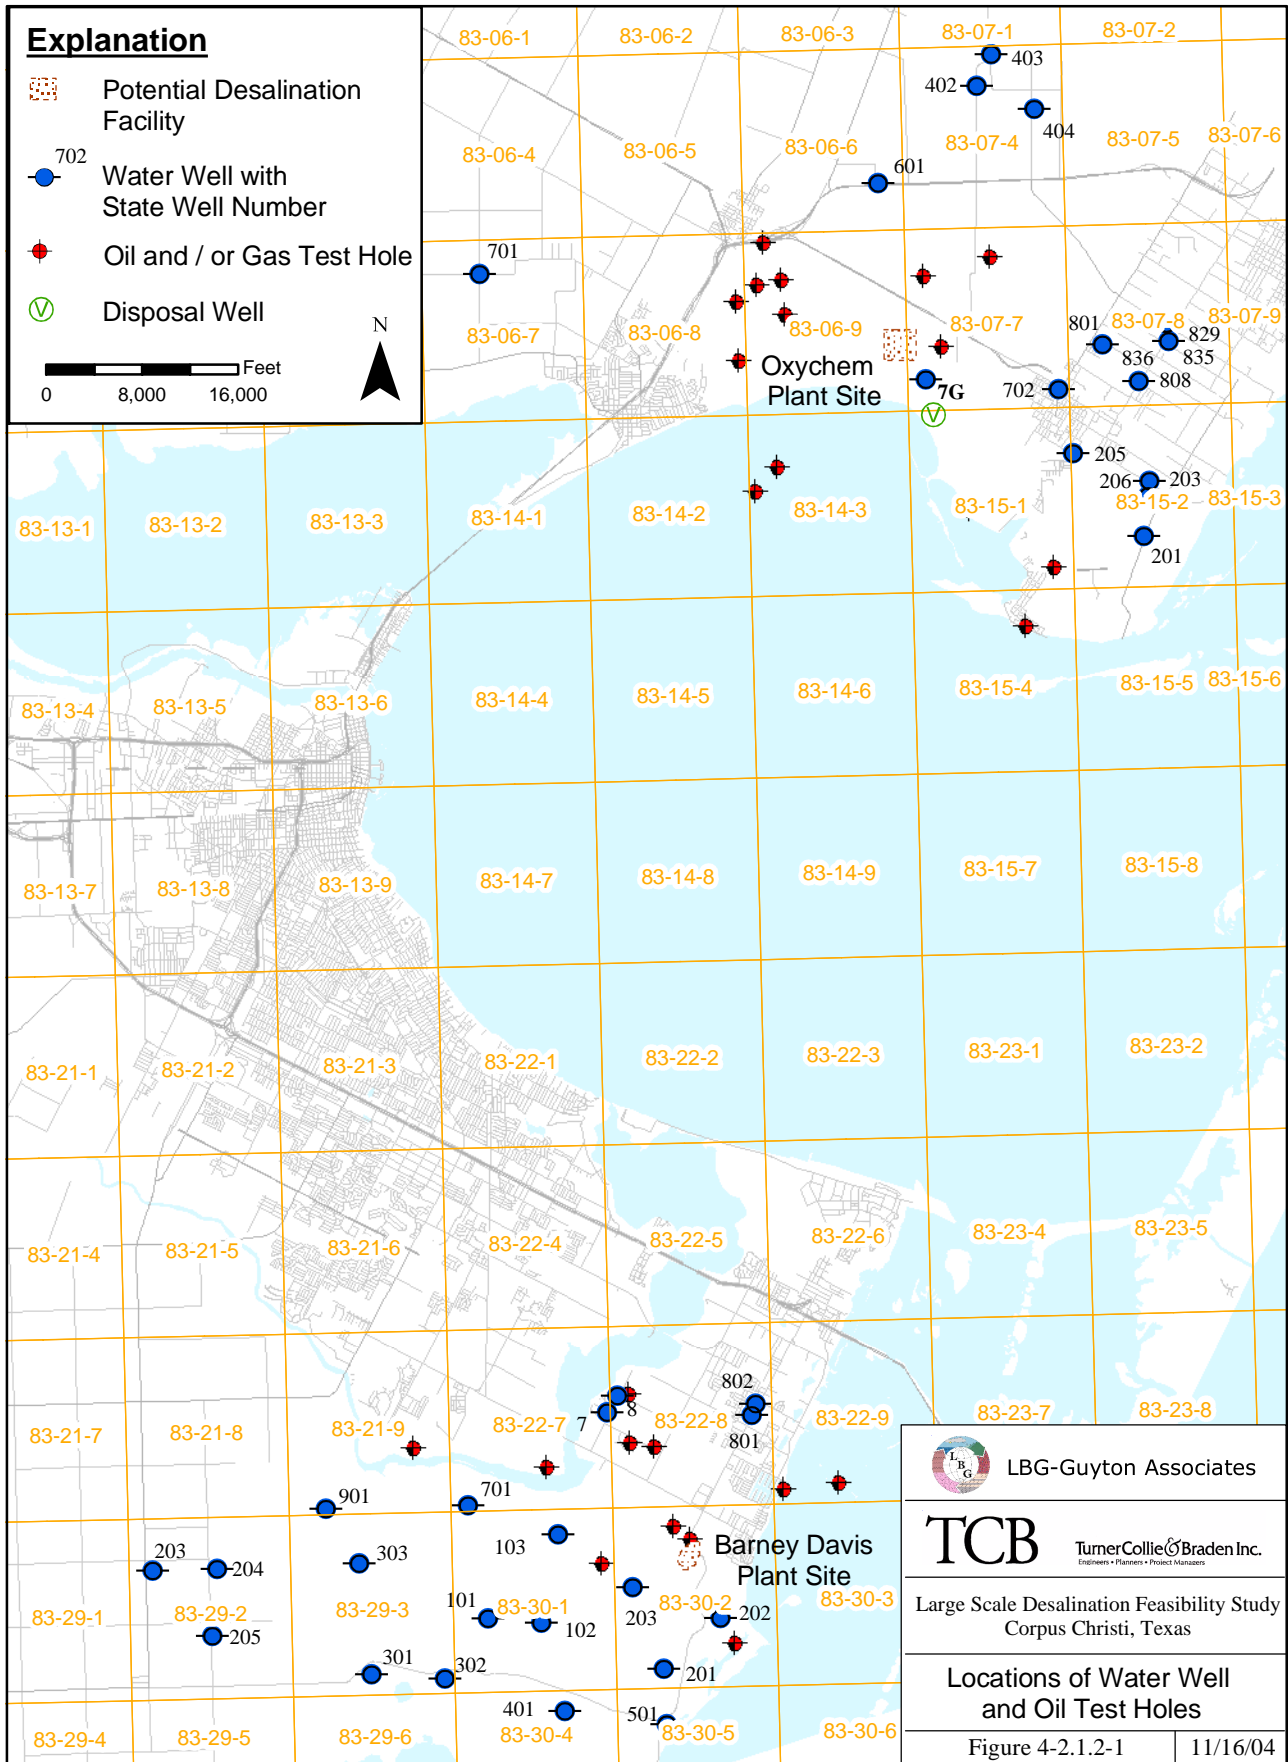 Explanation
Potential Desalination
Facility
702
Water Well with
State Well Number
Oil and / or Gas Test Hole
V
Disposal Well
N
Feet
0 8,000 16,000
83-06-1 83-06-2 83-06-3 83-07-1 83-07-2
403
402
404
83-06-4 83-06-5 83-06-6 83-07-4 83-07-5 83-07-6
601
701
83-06-7 83-06-8 83-06-9 83-07-7 83-07-8 83-07-9
801
829
835
836
808
Oxychem
Plant Site
7G
702
V
205
206 203
83-13-1 83-13-2 83-13-3 83-14-1 83-14-2 83-14-3 83-15-1 83-15-2 83-15-3
201
83-13-4 83-13-5 83-13-6 83-14-4 83-14-5 83-14-6 83-15-4 83-15-5 83-15-6
83-13-7 83-13-8 83-13-9 83-14-7 83-14-8 83-14-9 83-15-7 83-15-8
83-21-1 83-21-2 83-21-3 83-22-1 83-22-2 83-22-3 83-23-1 83-23-2
83-21-4 83-21-5 83-21-6 83-22-4 83-22-5 83-22-6 83-23-4 83-23-5
802
7 8
801
83-21-7 83-21-8 83-21-9 83-22-7 83-22-8 83-22-9 83-23-7 83-23-8
901
701
103
203 204
303
Barney Davis
Plant Site
101
102
203
202
83-29-1 83-29-2 83-29-3 83-30-1 83-30-2 83-30-3
205
301
302
201
401
501
83-29-4 83-29-5 83-29-6 83-30-4 83-30-5 83-30-6
LBG
LBG-Guyton Associates
TCB
TurnerCollie&Braden Inc.
Engineers • Planners • Project Managers
Large Scale Desalination Feasibility Study
Corpus Christi, Texas
Locations of Water Well
and Oil Test Holes
Figure 4-2.1.2-1 11/16/04